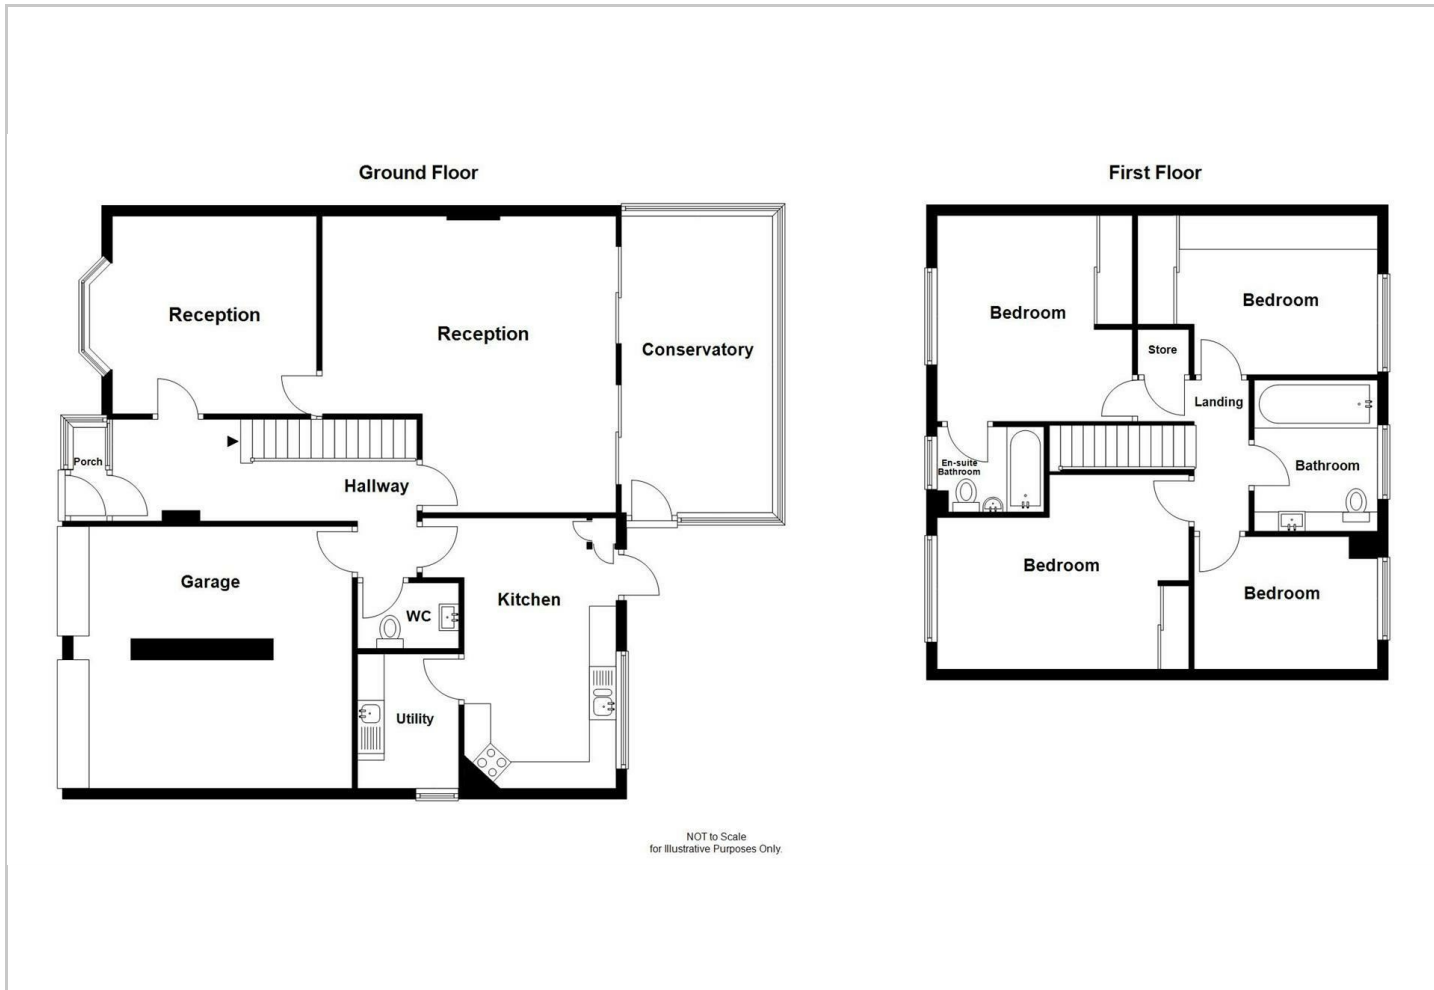 Ground Floor
Reception
Reception
Conservatory
Porch
Hallway
Garage
WC
Kitchen
Utility
First Floor
Bedroom
Bedroom
Store
Landing
En-suite
Bathroom
Bathroom
Bedroom
Bedroom
NOT to Scale
for Illustrative Purposes Only.